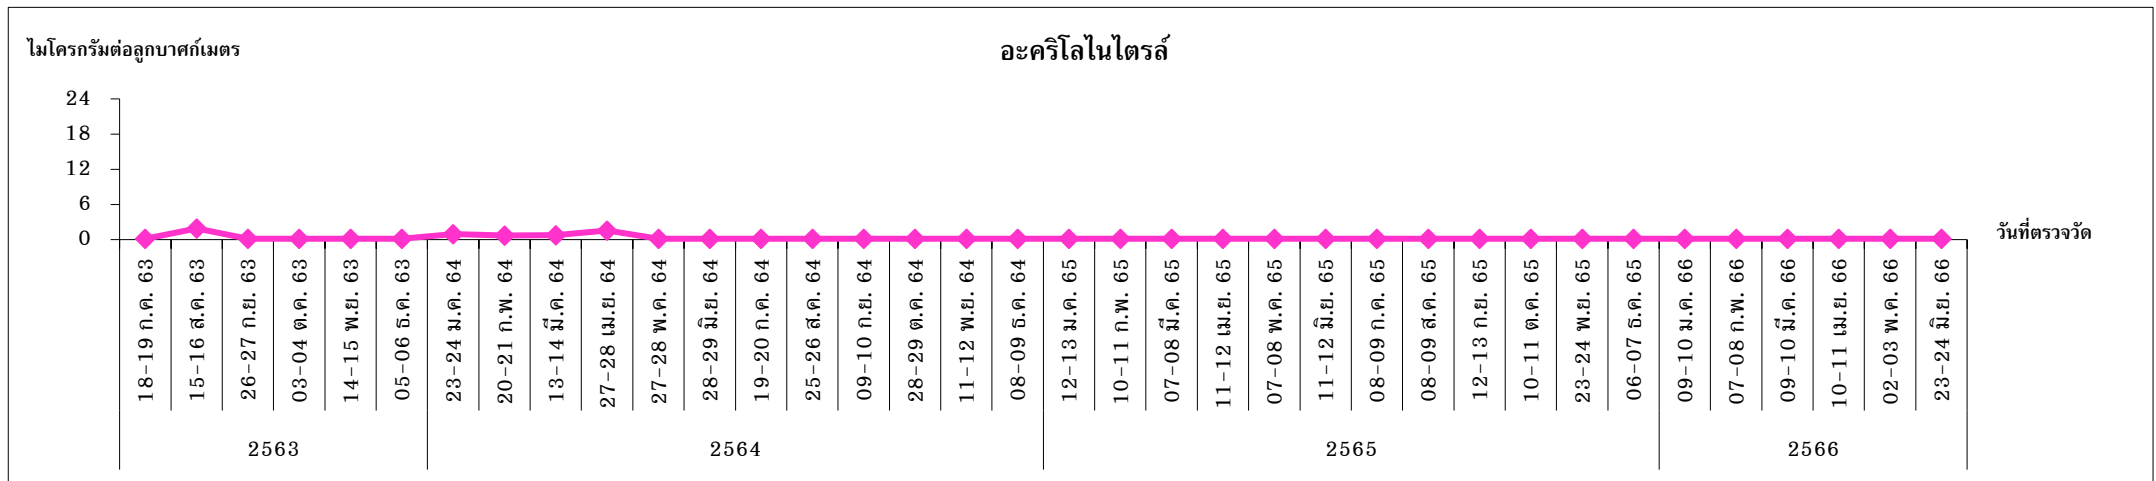 อะคริโลไนไตรล์
ไมโครกรัมต่อลูกบาศก์เมตร
24
18
12
6
0
วันที่ตรวจวัด
18-19 ก.ค. 63
15-16 ส.ค. 63
26-27 ก.ย. 63
03-04 ต.ค. 63
14-15 พ.ย. 63
05-06 ธ.ค. 63
23-24 ม.ค. 64
20-21 ก.พ. 64
13-14 มี.ค. 64
27-28 เม.ย. 64
27-28 พ.ค. 64
28-29 มิ.ย. 64
19-20 ก.ค. 64
25-26 ส.ค. 64
09-10 ก.ย. 64
28-29 ต.ค. 64
11-12 พ.ย. 64
08-09 ธ.ค. 64
12-13 ม.ค. 65
10-11 ก.พ. 65
07-08 มี.ค. 65
11-12 เม.ย. 65
07-08 พ.ค. 65
11-12 มิ.ย. 65
08-09 ก.ค. 65
08-09 ส.ค. 65
12-13 ก.ย. 65
10-11 ต.ค. 65
23-24 พ.ย. 65
06-07 ธ.ค. 65
09-10 ม.ค. 66
07-08 ก.พ. 66
09-10 มี.ค. 66
10-11 เม.ย. 66
02-03 พ.ค. 66
23-24 มิ.ย. 66
2563
2564
2565
2566